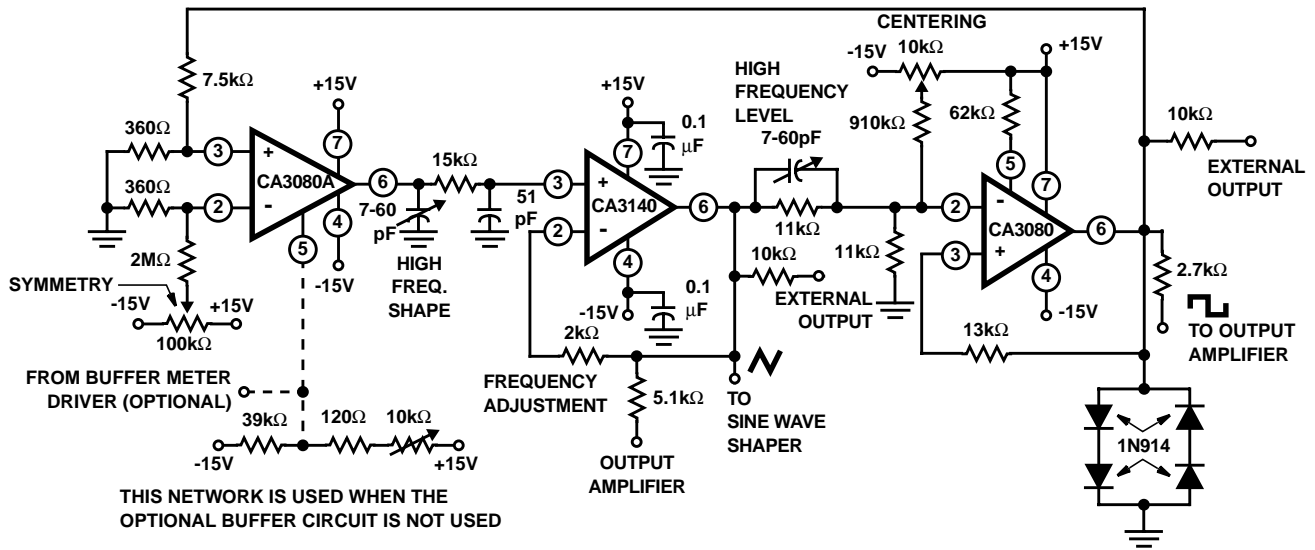 CENTERING
-15V
10kΩ
+15V
7.5kΩ
+15V
+15V
0.1
µF
HIGH
FREQUENCY
LEVEL
7-60pF
910kΩ
62kΩ
10kΩ
EXTERNAL
OUTPUT
360Ω
3
+
7
CA3080A
6
15kΩ
3
+
7
CA3140
6
5
7
360Ω
2
-
4
5
-15V
7-60
pF
51
pF
2
-
4
-15V
0.1
µF
11kΩ
11kΩ
2
-
CA3080
6
3
+
4
-15V
2MΩ
SYMMETRY
-15V
+15V
100kΩ
HIGH
FREQ.
SHAPE
10kΩ
EXTERNAL
OUTPUT
13kΩ
2.7kΩ
TO OUTPUT
AMPLIFIER
2kΩ
FREQUENCY
ADJUSTMENT
5.1kΩ
TO
SINE WAVE
SHAPER
OUTPUT
AMPLIFIER
FROM BUFFER METER
DRIVER (OPTIONAL)
39kΩ
120Ω
10kΩ
-15V
+15V
1N914
THIS NETWORK IS USED WHEN THE
OPTIONAL BUFFER CIRCUIT IS NOT USED